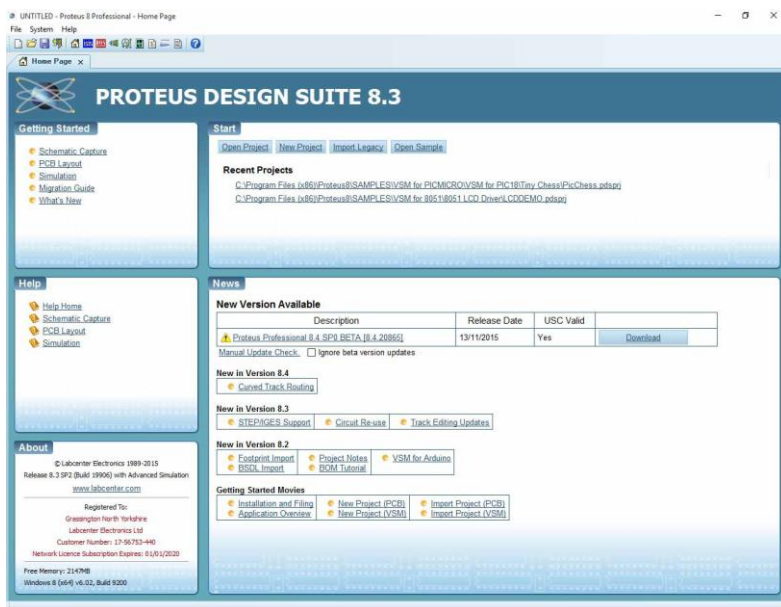 UNTITLED - Proteus 8 Professional - Home Page
File System Help
Home Page x
PROTEUS DESIGN SUITE 8.3
Getting Started
Schematic Capture
PCB Layout
Simulation
Migration Guide
What's New
Start
Open Project New Project Import Legacy Open Sample
Recent Projects
C:\Program Files (x86)\Proteus8\SAMPLES\VSM for PICMICRO\VSM for PIC18\Tiny Chess\PicChess.pdsprj
C:\Program Files (x86)\Proteus8\SAMPLES\VSM for 8051\8051 LCD Driver\LCDDEMO.pdsprj
Help
Help Home
Schematic Capture
PCB Layout
Simulation
News
New Version Available
Description Release Date USC Valid
Proteus Professional 8.4 SP0 BETA [8.4.20865] 13/11/2015 Yes Download
Manual Update Check. Ignore beta version updates
New in Version 8.4
Curved Track Routing
New in Version 8.3
STEP/IGES Support Circuit Re-use Track Editing Updates
New in Version 8.2
Footprint Import Project Notes VSM for Arduino
BSDL Import BOM Tutorial
Getting Started Movies
Installation and Filing New Project (PCB) Import Project (PCB)
Application Overview New Project (VSM) Import Project (VSM)
About
© Labcenter Electronics 1989-2015
Release 8.3 SP2 (Build 19906) with Advanced Simulation
www.labcenter.com
Registered To:
Grassington North Yorkshire
Labcenter Electronics Ltd
Customer Number: 17-56753-440
Network Licence Subscription Expires: 01/01/2020
Free Memory: 2147MB
Windows 8 (x64) v6.02, Build 9200